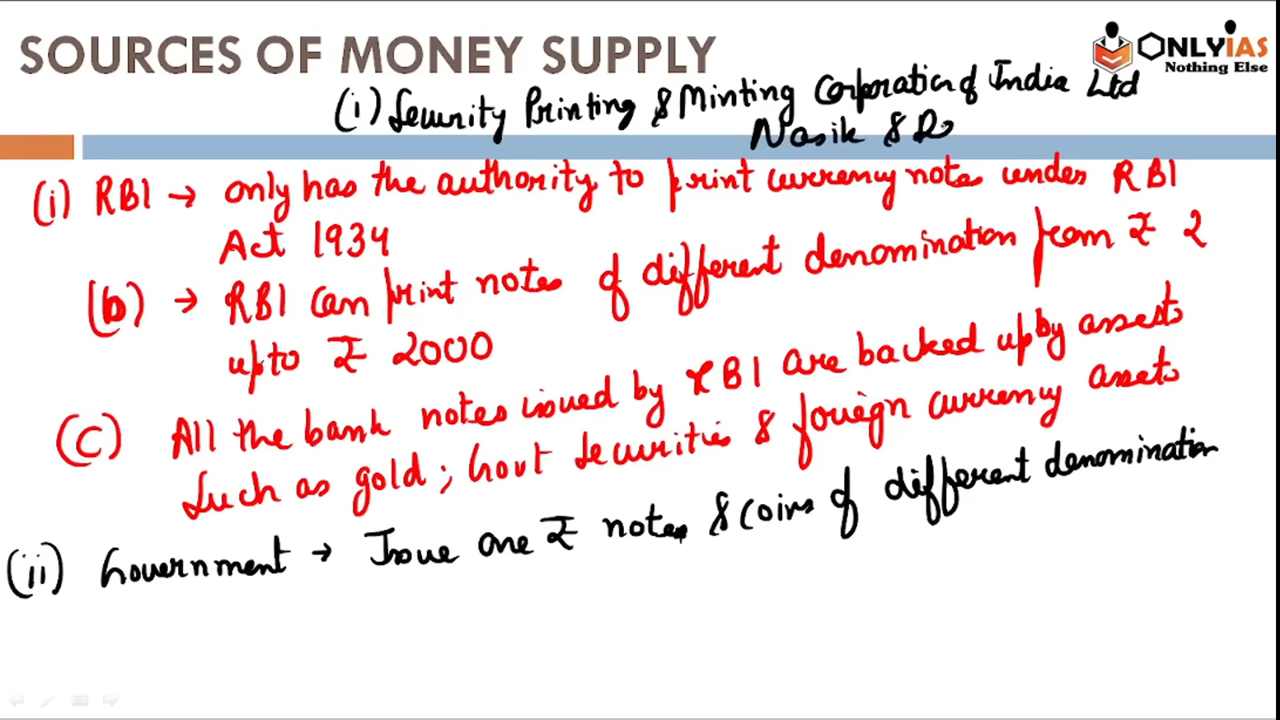 SOURCES OF MONEY SUPPLY
ONLYIAS
Nothing Else
(i) Security Printing & Minting Corporation of India Ltd
Nasik &
(i) RBI → only has the authority to print currency notes under RBI
Act 1934
(b) → RBI can print notes of different denomination from ₹ 2
upto ₹ 2000
(C) All the bank notes issued by RBI are backed up by assets
Such as gold; Govt Securities & foreign currency assets
(ii) Government → Issue one ₹ notes & coins of different denomination